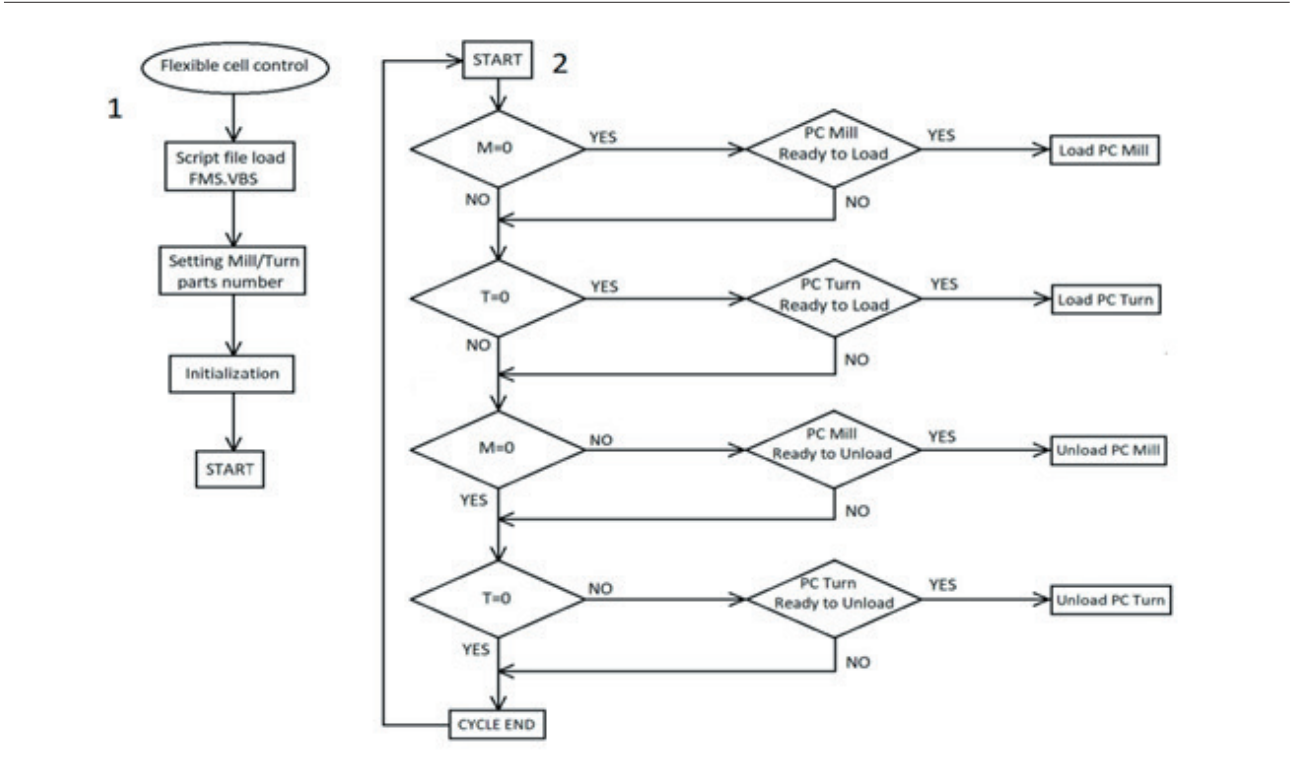 1
Flexible cell control
Script file load
FMS.VBS
Setting Mill/Turn
parts number
Initialization
START
START
2
M=0
YES
PC Mill
Ready to Load
YES
Load PC Mill
NO
NO
T=0
YES
PC Turn
Ready to Load
YES
Load PC Turn
NO
NO
M=0
NO
PC Mill
Ready to Unload
YES
Unload PC Mill
YES
NO
T=0
NO
PC Turn
Ready to Unload
YES
Unload PC Turn
YES
NO
CYCLE END